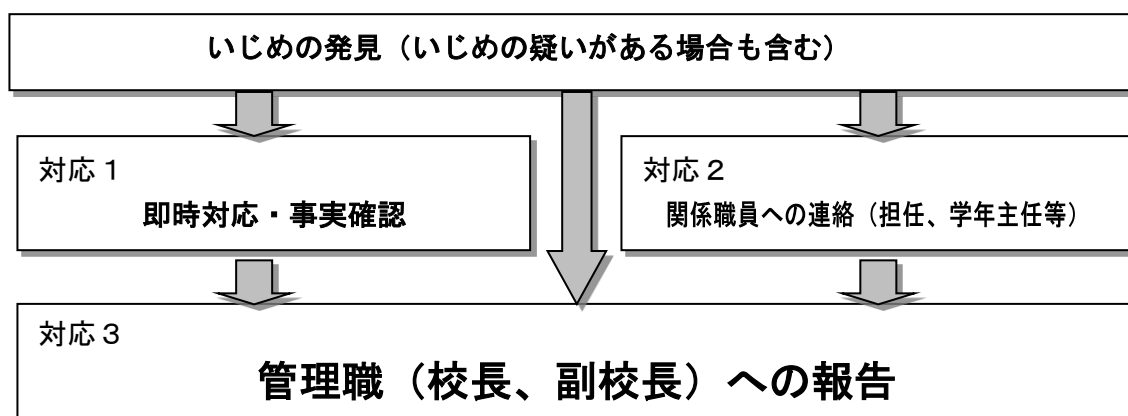 いじめの発見（いじめの疑いがある場合も含む）
対応１
即時対応・事実確認
対応２
関係職員への連絡（担任、学年主任等）
対応３
管理職（校長、副校長）への報告